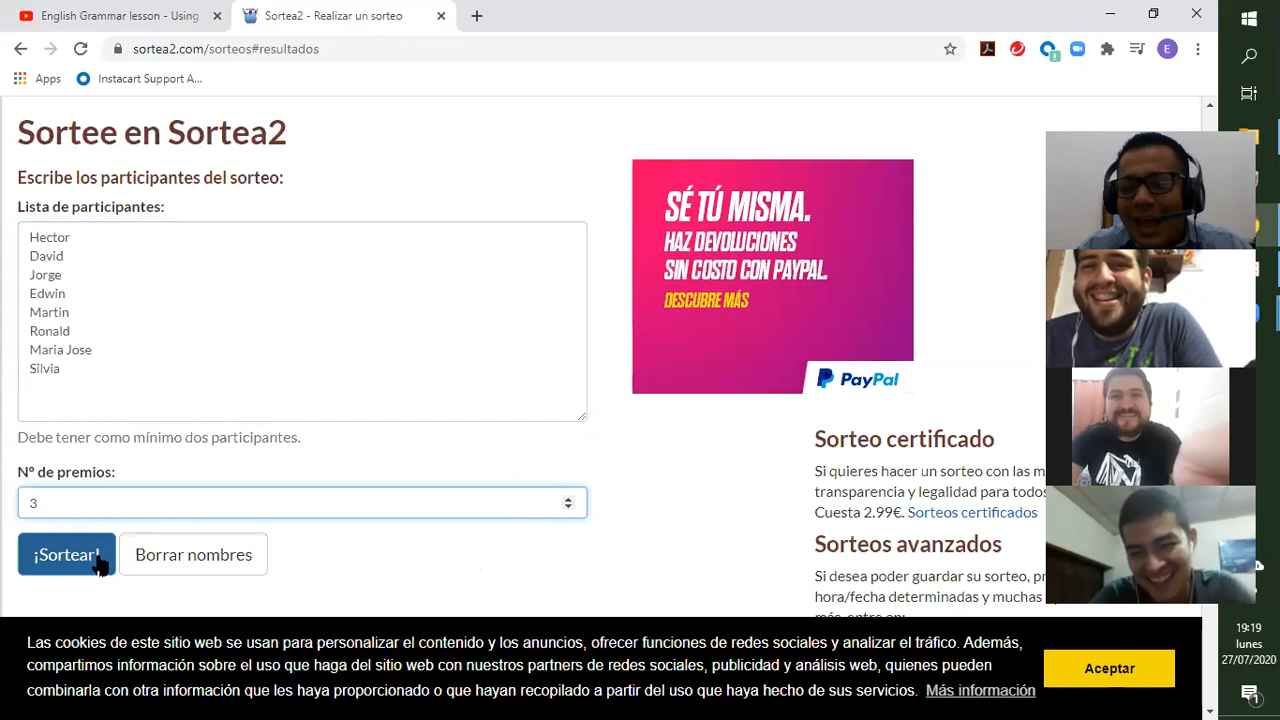 English Grammar lesson - Using
Sortea2 - Realizar un sorteo
sortea2.com/sorteos#resultados
E
Apps
Instacart Support A...
Sortee en Sortea2
Escribe los participantes del sorteo:
Lista de participantes:
Hector
David
Jorge
Edwin
Martin
Ronald
Maria Jose
Silvia
Debe tener como mínimo dos participantes.
Nº de premios:
3
¡Sortear!
Borrar nombres
SÉ TÚ MISMA.
HAZ DEVOLUCIONES
SIN COSTO CON PAYPAL.
DESCUBRE MÁS
PayPal
Sorteo certificado
Si quieres hacer un sorteo con las m
transparencia y legalidad para todos
Cuesta 2.99€. Sorteos certificados
Sorteos avanzados
Si desea poder guardar su sorteo, pr
hora/fecha determinadas y muchas
más, entre en:
Las cookies de este sitio web se usan para personalizar el contenido y los anuncios, ofrecer funciones de redes sociales y analizar el tráfico. Además,
compartimos información sobre el uso que haga del sitio web con nuestros partners de redes sociales, publicidad y análisis web, quienes pueden
combinarla con otra información que les haya proporcionado o que hayan recopilado a partir del uso que haya hecho de sus servicios. Más información
Aceptar
19:19
lunes
27/07/2020
1